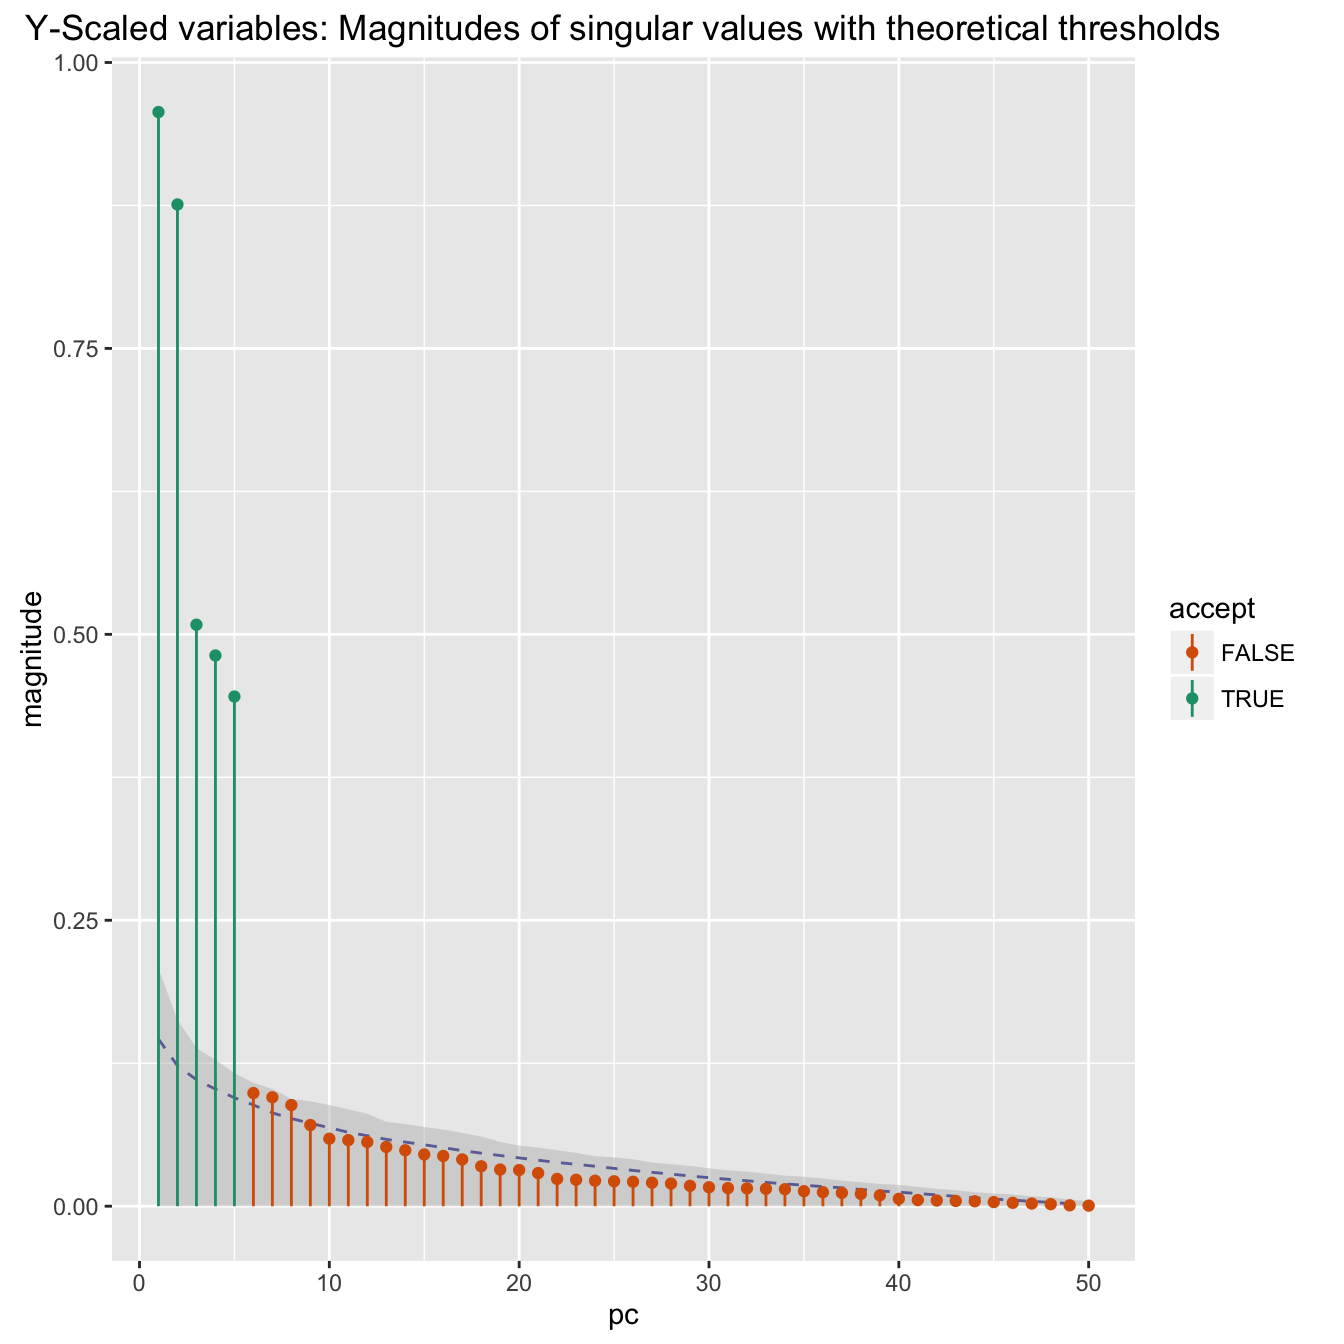 Y-Scaled variables: Magnitudes of singular values with theoretical thresholds
1.00
0.75
0.50
0.25
0.00
magnitude
0 10 20 30 40 50
pc
accept
FALSE
TRUE